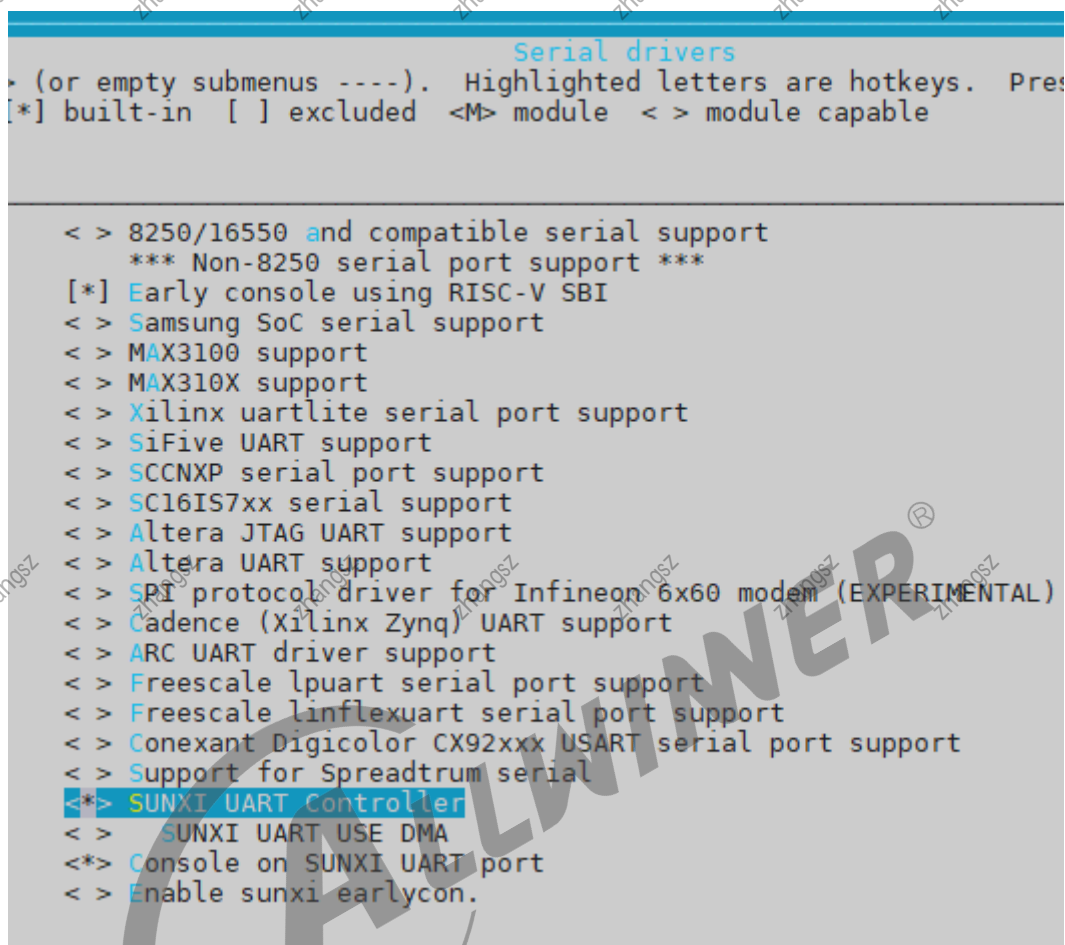 Serial drivers
> (or empty submenus ----).  Highlighted letters are hotkeys.  Pres
[*] built-in  [ ] excluded  <M> module  < > module capable
< > 8250/16550 and compatible serial support
*** Non-8250 serial port support ***
[*] Early console using RISC-V SBI
< > Samsung SoC serial support
< > MAX3100 support
< > MAX310X support
< > Xilinx uartlite serial port support
< > SiFive UART support
< > SCCNXP serial port support
< > SC16IS7xx serial support
< > Altera JTAG UART support
< > Altera UART support
< > SPI protocol driver for Infineon 6x60 modem (EXPERIMENTAL)
< > Cadence (Xilinx Zynq) UART support
< > ARC UART driver support
< > Freescale lpuart serial port support
< > Freescale linflexuart serial port support
< > Conexant Digicolor CX92xxx USART serial port support
< > Support for Spreadtrum serial
<*> SUNXI UART Controller
< >   SUNXI UART USE DMA
<*> Console on SUNXI UART port
< > Enable sunxi earlycon.
ALLWINNER®
zhangsz
zhangsz
zhangsz
zhangsz
zhangsz